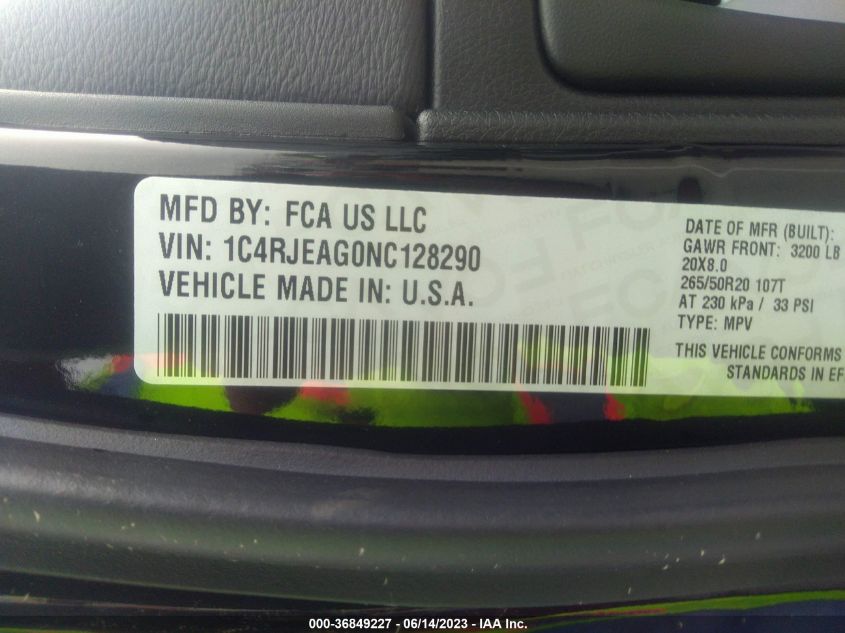 MFD BY: FCA US LLC
VIN: 1C4RJEAG0NC128290
VEHICLE MADE IN: U.S.A.
DATE OF MFR (BUILT):
GAWR FRONT: 3200 LB
20X8.0
265/50R20 107T
AT 230 kPa / 33 PSI
TYPE: MPV
THIS VEHICLE CONFORMS
STANDARDS IN EF
000-36849227 - 06/14/2023 - IAA Inc.